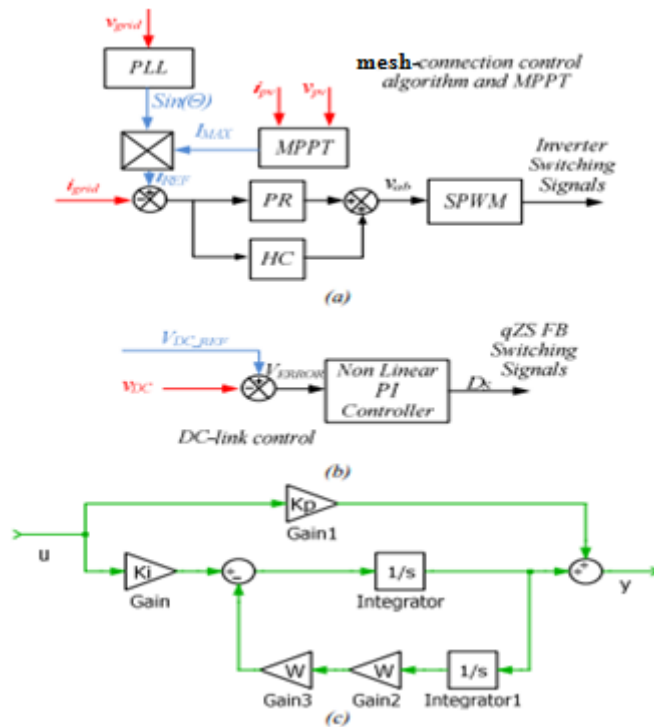 v_grid
PLL
Sin(Θ)
mesh-connection control
algorithm and MPPT
i_pv
v_pv
I_MAX
MPPT
I_REF
i_grid
PR
HC
v_ab
SPWM
Inverter
Switching
Signals
(a)
V_DC_REF
v_DC
V_ERROR
Non Linear
PI
Controller
qZS FB
Switching
Signals
DC-link control
(b)
u
Kp
Gain1
Ki
Gain
1/s
Integrator
y
W
Gain3
W
Gain2
1/s
Integrator1
(c)